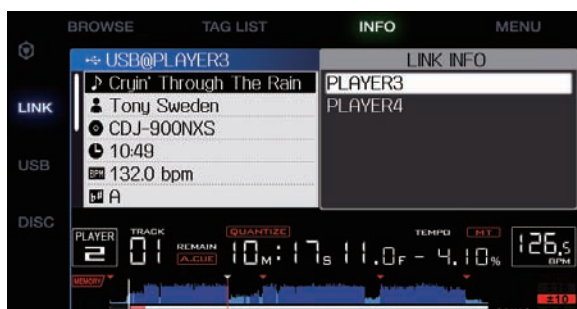 BROWSE TAG LIST INFO MENU
USB@PLAYER3 LINK INFO
Cryin' Through The Rain PLAYER3
LINK Tony Sweden PLAYER4
CDJ-900NXS
10:49
USB BPM 132.0 bpm
A
DISC
PLAYER TRACK QUANTIZE TEMPO MT
2 01 REMAIN 10M:17s 11.0F - 4.10% 126.5
A.CUE BPM
MEMORY
±10